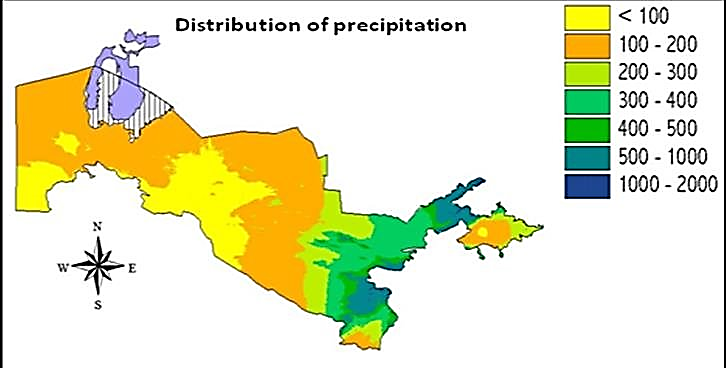 Distribution of precipitation
< 100
100 - 200
200 - 300
300 - 400
400 - 500
500 - 1000
1000 - 2000
N
W E
S